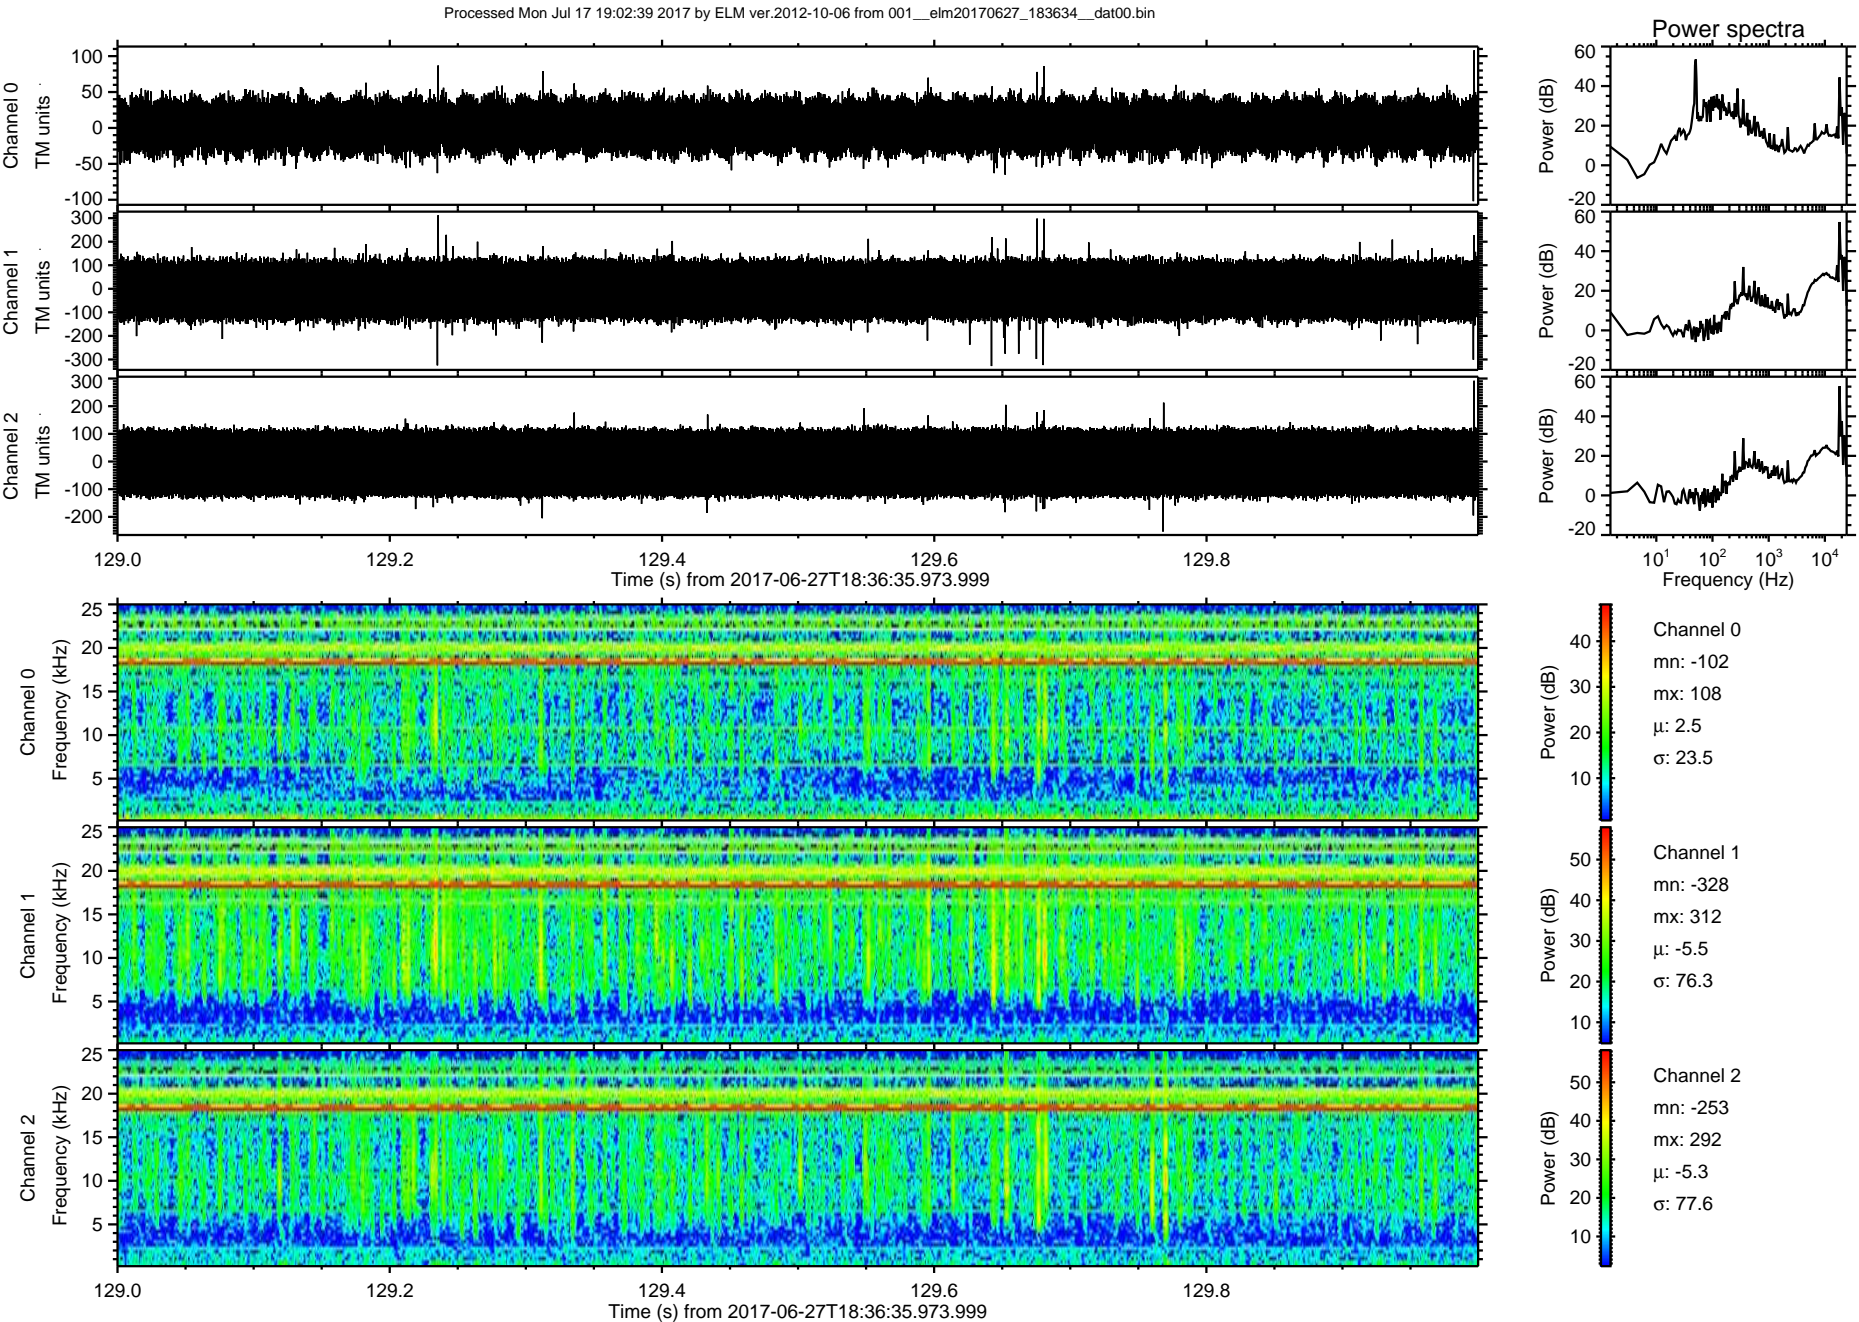 Processed Mon Jul 17 19:02:39 2017 by ELM ver.2012-10-06 from 001__elm20170627_183634__dat00.bin
Power spectra
Channel 0
TM units
100
50
0
-50
-100
Power (dB)
60
40
20
0
-20
Channel 1
TM units
300
200
100
0
-100
-200
-300
Power (dB)
60
40
20
0
-20
Channel 2
TM units
300
200
100
0
-100
-200
Power (dB)
60
40
20
0
-20
129.0 129.2 129.4 129.6 129.8
Time (s) from 2017-06-27T18:36:35.973.999
10¹ 10² 10³ 10⁴
Frequency (Hz)
Channel 0
Frequency (kHz)
25
20
15
10
5
Power (dB)
40
30
20
10
Channel 0
mn: -102
mx: 108
μ: 2.5
σ: 23.5
Channel 1
Frequency (kHz)
25
20
15
10
5
Power (dB)
50
40
30
20
10
Channel 1
mn: -328
mx: 312
μ: -5.5
σ: 76.3
Channel 2
Frequency (kHz)
25
20
15
10
5
Power (dB)
50
40
30
20
10
Channel 2
mn: -253
mx: 292
μ: -5.3
σ: 77.6
129.0 129.2 129.4 129.6 129.8
Time (s) from 2017-06-27T18:36:35.973.999